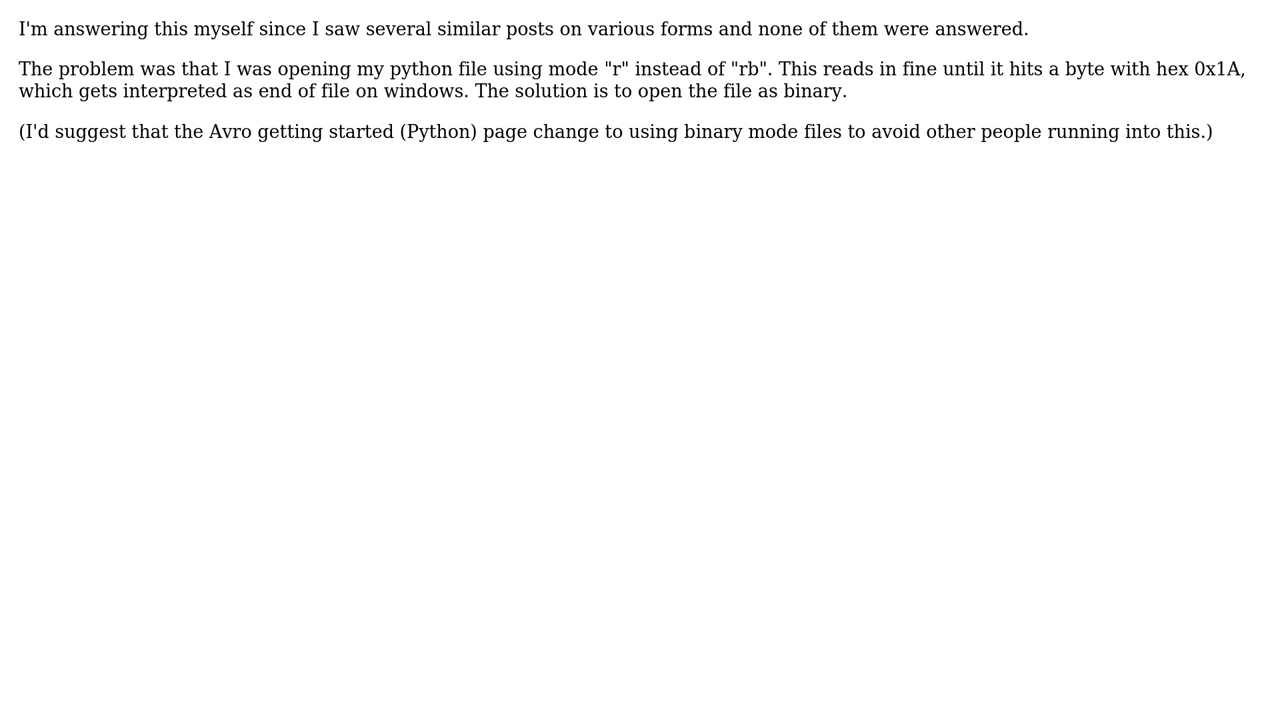 I'm answering this myself since I saw several similar posts on various forms and none of them were answered.
The problem was that I was opening my python file using mode "r" instead of "rb". This reads in fine until it hits a byte with hex 0x1A,
which gets interpreted as end of file on windows. The solution is to open the file as binary.
(I'd suggest that the Avro getting started (Python) page change to using binary mode files to avoid other people running into this.)